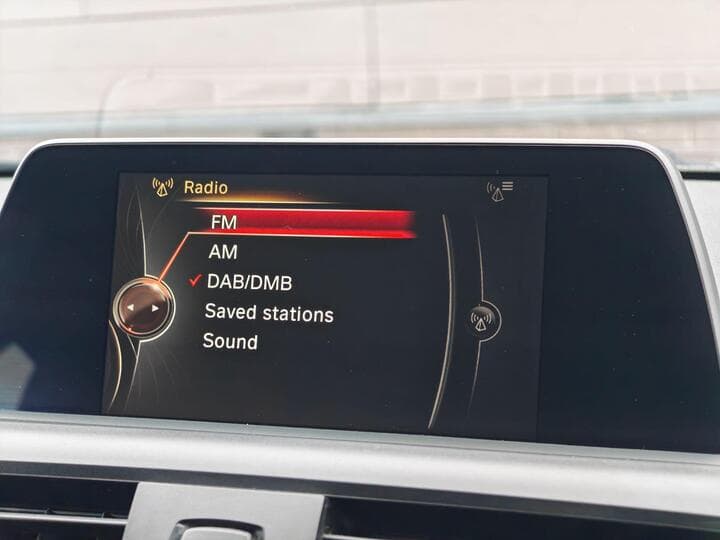 Radio
FM
AM
DAB/DMB
Saved stations
Sound